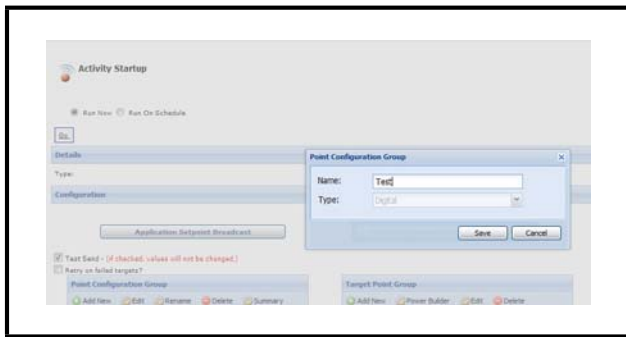 Activity Startup
Run Now Run On Schedule
Go
Details
Type:
Configuration
Application Setpoint Broadcast
Test Send - (if checked, values will not be changed.)
Retry on failed targets?
Point Configuration Group
Add New Edit Rename Delete Summary
Target Point Group
Add New Power Builder Edit Delete
Point Configuration Group
Name: Test
Type: Digital
Save Cancel